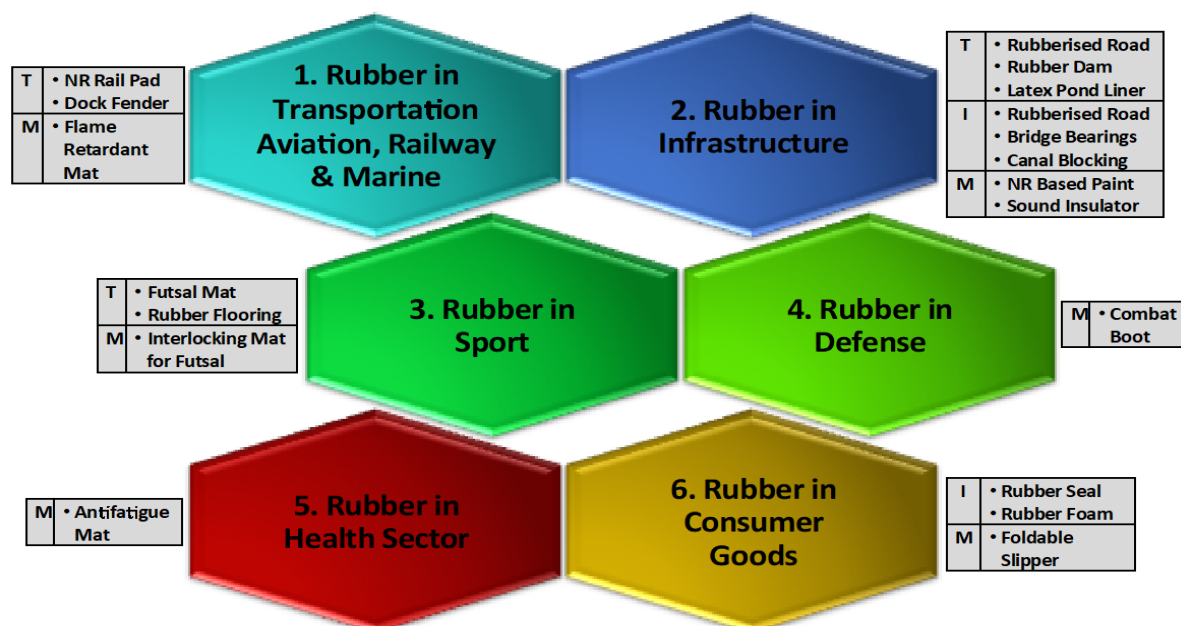 T • NR Rail Pad
• Dock Fender
M • Flame
Retardant
Mat
1. Rubber in
Transportation
Aviation, Railway
& Marine
2. Rubber in
Infrastructure
T • Rubberised Road
• Rubber Dam
• Latex Pond Liner
I • Rubberised Road
• Bridge Bearings
• Canal Blocking
M • NR Based Paint
• Sound Insulator
T • Futsal Mat
• Rubber Flooring
M • Interlocking Mat
for Futsal
3. Rubber in
Sport
4. Rubber in
Defense
M • Combat
Boot
M • Antifatigue
Mat
5. Rubber in
Health Sector
6. Rubber in
Consumer
Goods
I • Rubber Seal
• Rubber Foam
M • Foldable
Slipper